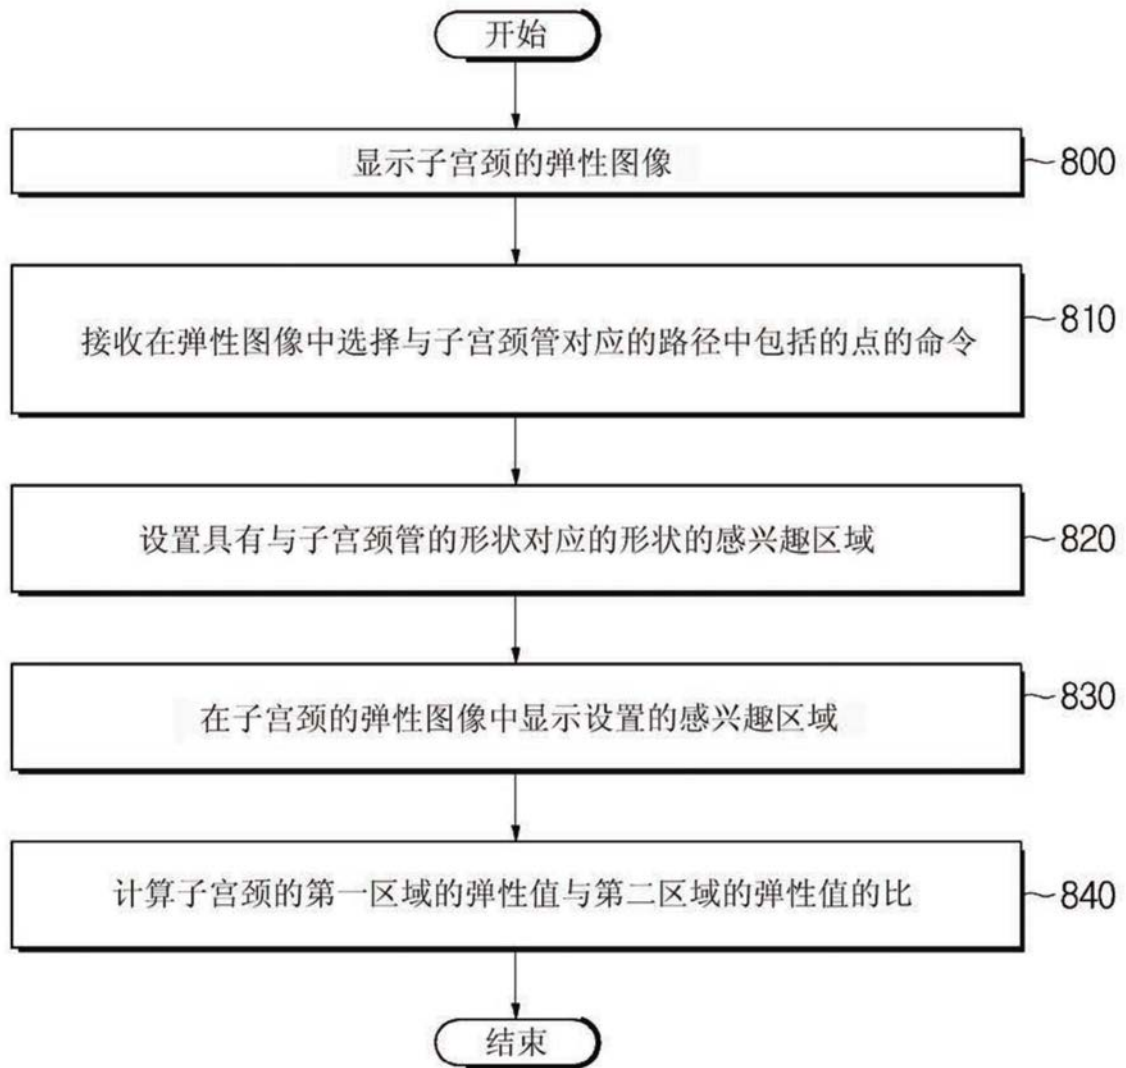 开始
显示子宫颈的弹性图像
800
接收在弹性图像中选择与子宫颈管对应的路径中包括的点的命令
810
设置具有与子宫颈管的形状对应的形状的感兴趣区域
820
在子宫颈的弹性图像中显示设置的感兴趣区域
830
计算子宫颈的第一区域的弹性值与第二区域的弹性值的比
840
结束